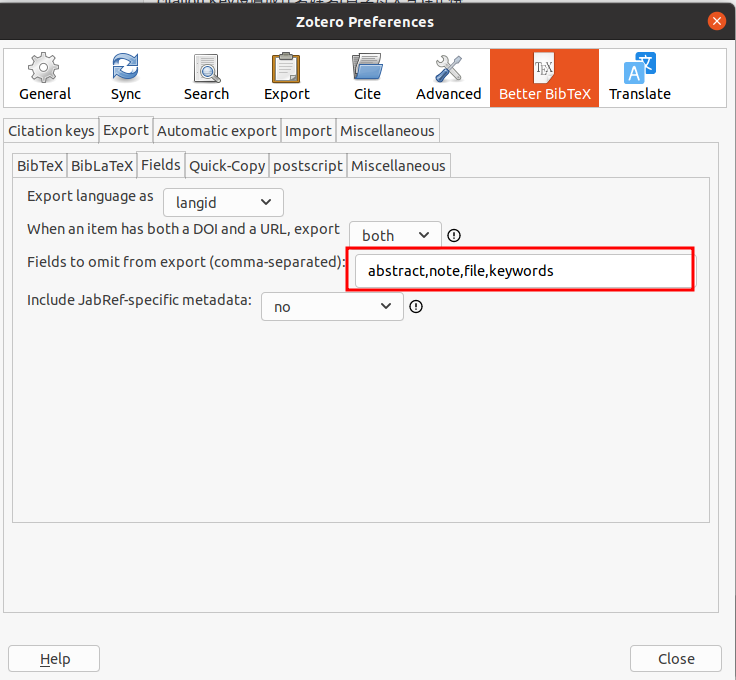 Zotero Preferences
General Sync Search Export Cite Advanced Better BibTeX Translate
Citation keys Export Automatic export Import Miscellaneous
BibTeX BibLaTeX Fields Quick-Copy postscript Miscellaneous
Export language as langid
When an item has both a DOI and a URL, export both
Fields to omit from export (comma-separated): abstract,note,file,keywords
Include JabRef-specific metadata: no
Help Close